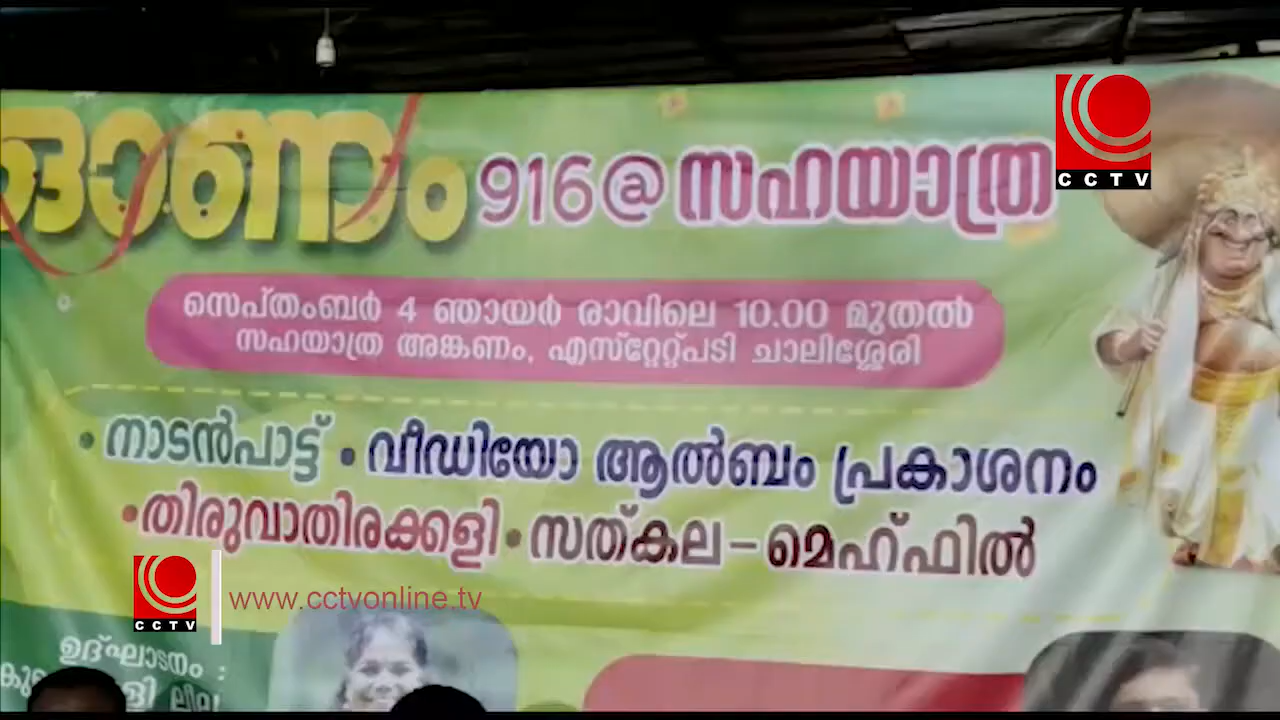 ഓണം 916@ സഹയാത്ര
CCTV
സെപ്തംബർ 4 ഞായർ രാവിലെ 10.00 മുതൽ
സഹയാത്ര അങ്കണം, എസ്റ്റേറ്റ്പടി ചാലിശ്ശേരി
• നാടൻപാട്ട് • വീഡിയോ ആൽബം പ്രകാശനം
• തിരുവാതിരക്കളി • സത്കല - മെഹ്ഫിൽ
CCTV
www.cctvonline.tv
ഉദ്ഘാടനം :
ലീല